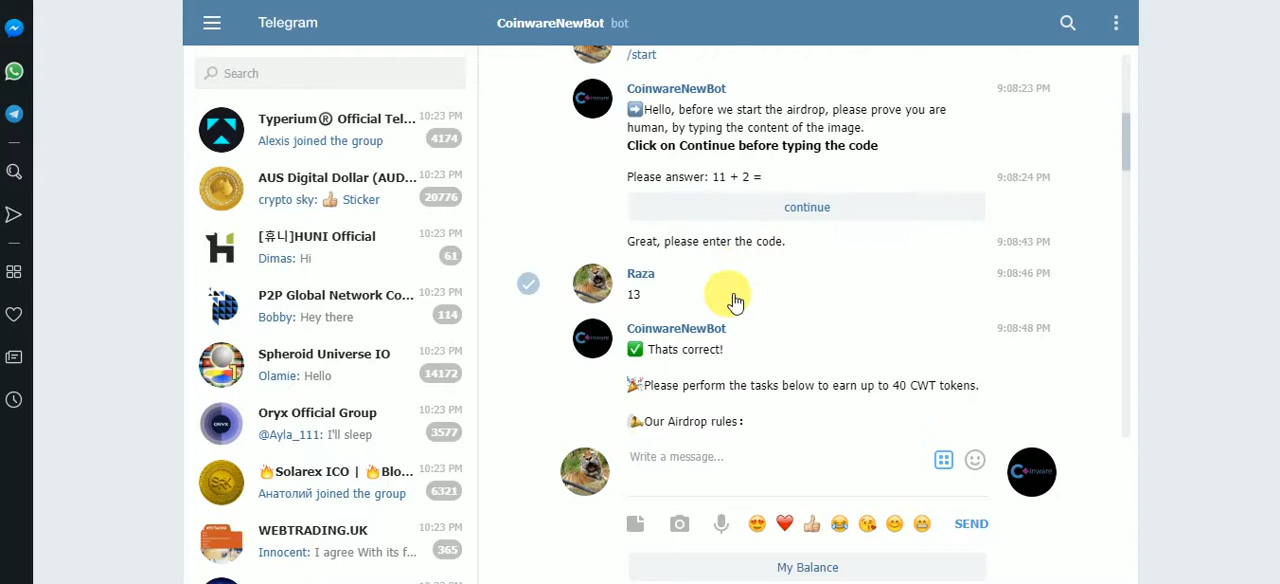 Telegram
CoinwareNewBot bot
Search
Typerium® Official Tel... 10:23 PM
Alexis joined the group 4174
AUS Digital Dollar (AUD... 10:23 PM
crypto sky: 👍 Sticker 20776
[휴니]HUNI Official 10:23 PM
Dimas: Hi 61
P2P Global Network Co... 10:23 PM
Bobby: Hey there 114
Spheroid Universe IO 10:23 PM
Olamie: Hello 14172
Oryx Official Group 10:23 PM
@Ayla_111: I'll sleep 3577
🔥Solarex ICO | 🔥Blo... 10:23 PM
Анатолий joined the group 6321
WEBTRADING.UK 10:23 PM
Innocent: I agree With its f... 365
/start
CoinwareNewBot 9:08:23 PM
➡️Hello, before we start the airdrop, please prove you are
human, by typing the content of the image.
Click on Continue before typing the code
Please answer: 11 + 2 = 9:08:24 PM
continue
Great, please enter the code. 9:08:43 PM
Raza 9:08:46 PM
13
CoinwareNewBot 9:08:48 PM
✅ Thats correct!
🎉Please perform the tasks below to earn up to 40 CWT tokens.
Our Airdrop rules:
Write a message...
SEND
My Balance